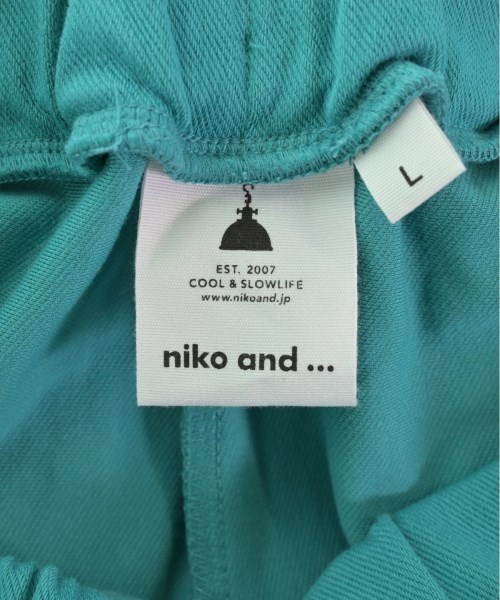 L
EST. 2007
COOL & SLOWLIFE
www.nikoand.jp
niko and ...